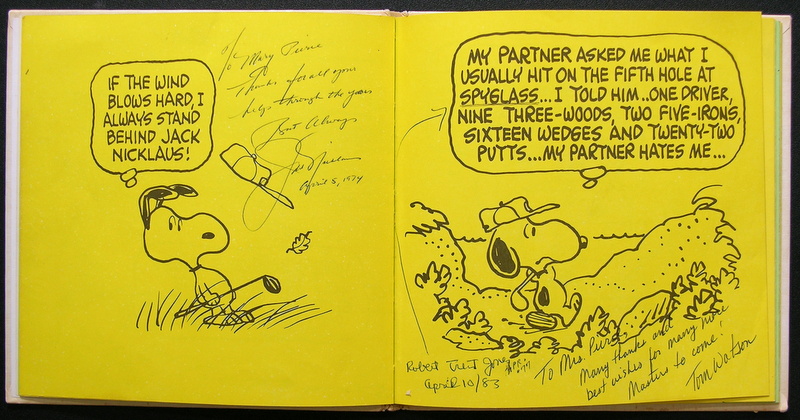 IF THE WIND
BLOWS HARD, I
ALWAYS STAND
BEHIND JACK
NICKLAUS!
To Mary Pierie
Thanks for all your
help through the years
Best Always
Jack Nicklaus
April 5, 1974
MY PARTNER ASKED ME WHAT I
USUALLY HIT ON THE FIFTH HOLE AT
SPYGLASS...I TOLD HIM..ONE DRIVER,
NINE THREE-WOODS, TWO FIVE-IRONS,
SIXTEEN WEDGES AND TWENTY-TWO
PUTTS...MY PARTNER HATES ME...
Robert Trent Jones
April 10/83
To Mrs.
Many thanks and
best wishes for many more
Masters to come!
Tom Watson